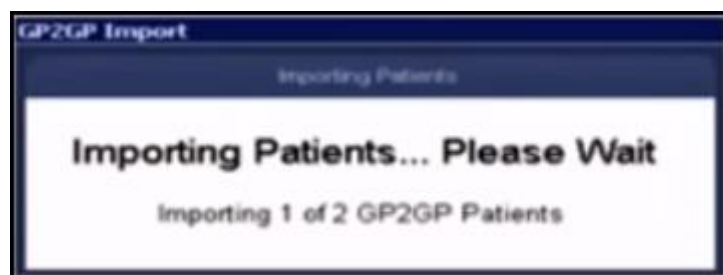 GP2GP Import
Importing Patients
Importing Patients... Please Wait
Importing 1 of 2 GP2GP Patients